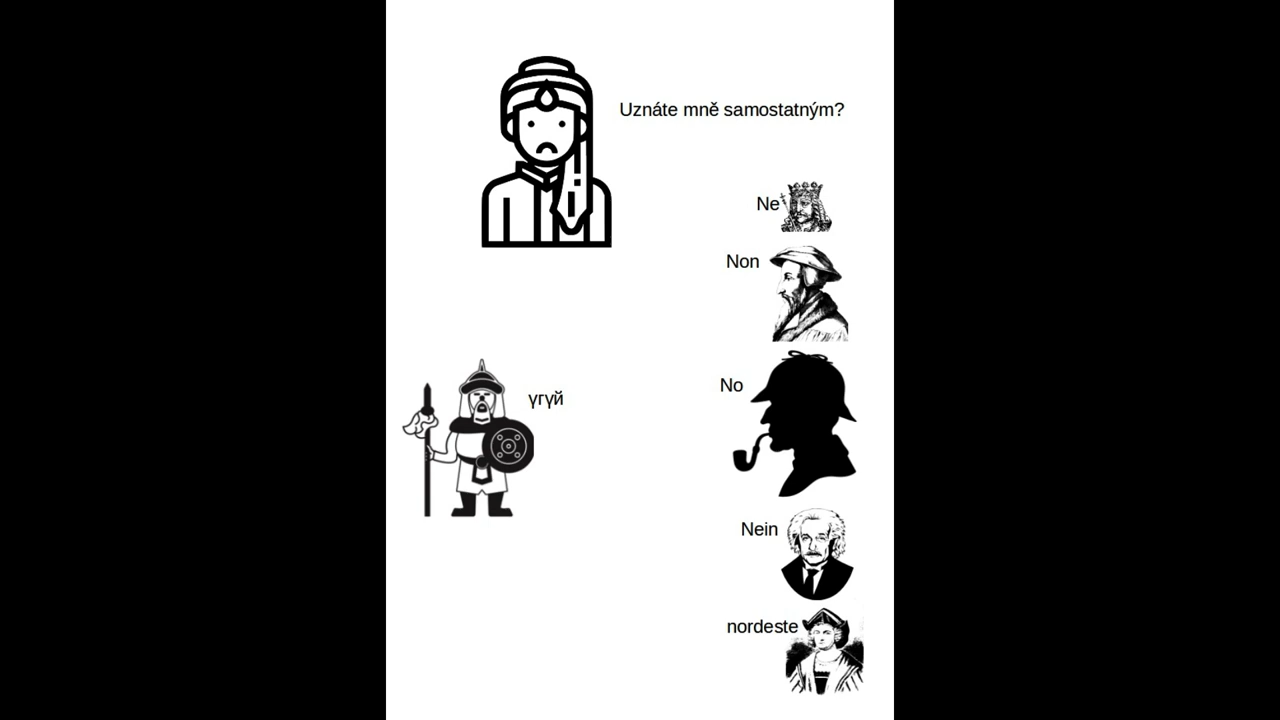 Uznáte mně samostatným?
Ne
Non
No
үгүй
Nein
nordeste